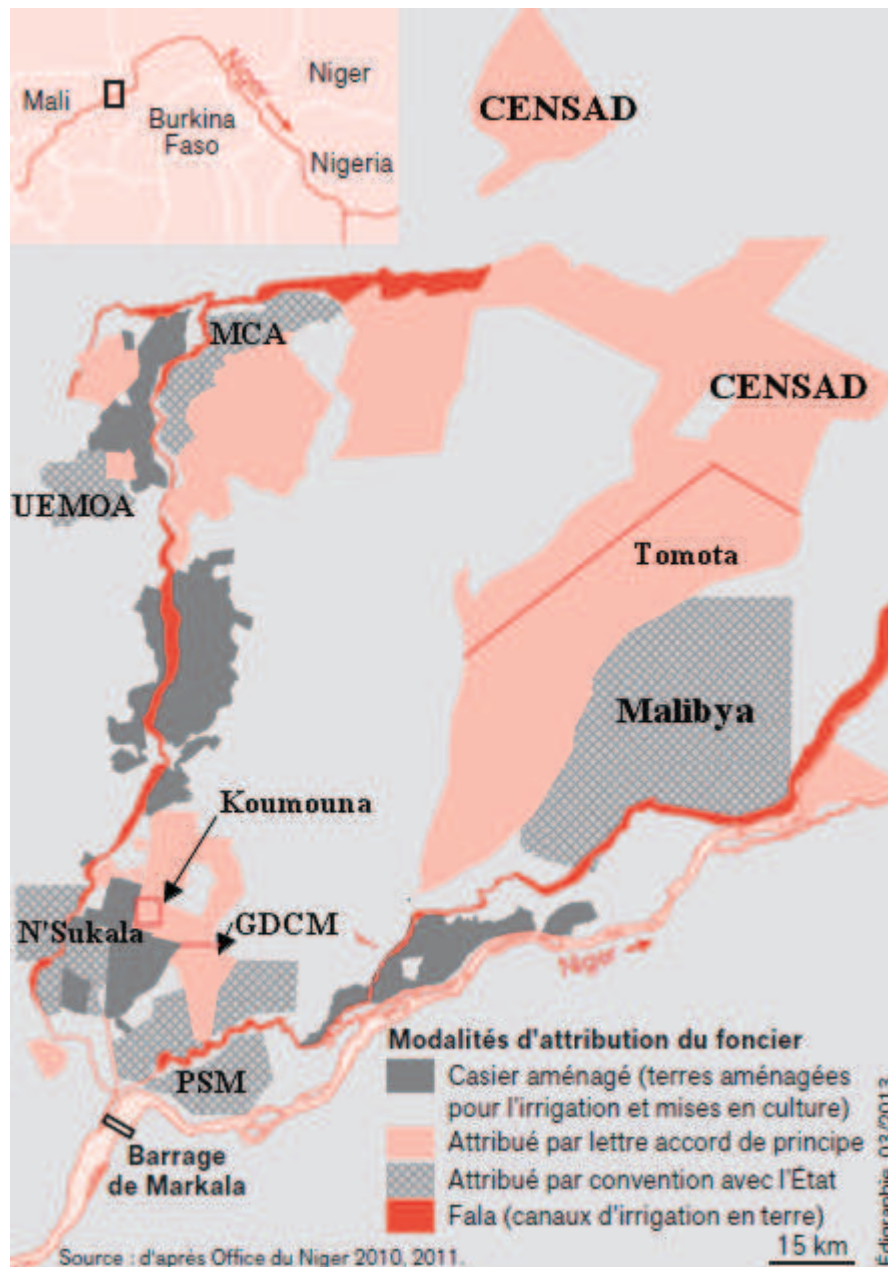 Niger
Niger
Mali
Burkina
Faso
Nigeria
CENSAD
MCA
CENSAD
UEMOA
Tomota
Malibya
Koumouna
N'Sukala
GDCM
Niger
PSM
Barrage
de Markala
Modalités d'attribution du foncier
Casier aménagé (terres aménagées
pour l'irrigation et mises en culture)
Attribué par lettre accord de principe
Attribué par convention avec l'État
Fala (canaux d'irrigation en terre)
15 km
Source : d'après Office du Niger 2010, 2011.
Édigraphie, 03/2013